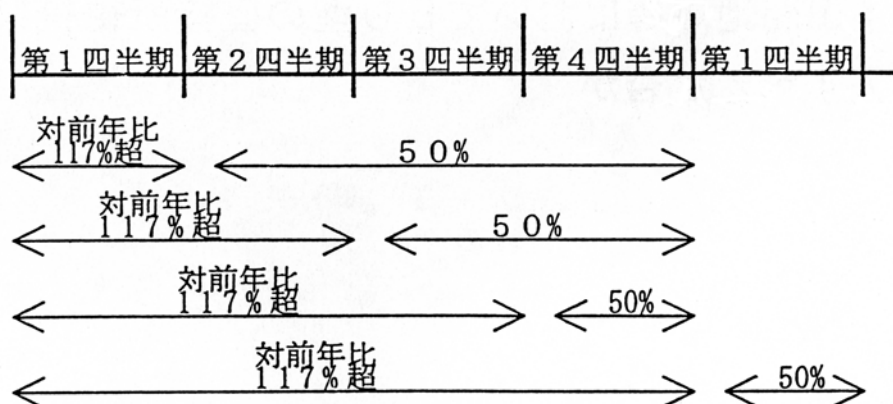 第1四半期 第2四半期 第3四半期 第4四半期 第1四半期
対前年比
117%超 50%
対前年比
117%超 50%
対前年比
117%超 50%
対前年比
117%超 50%